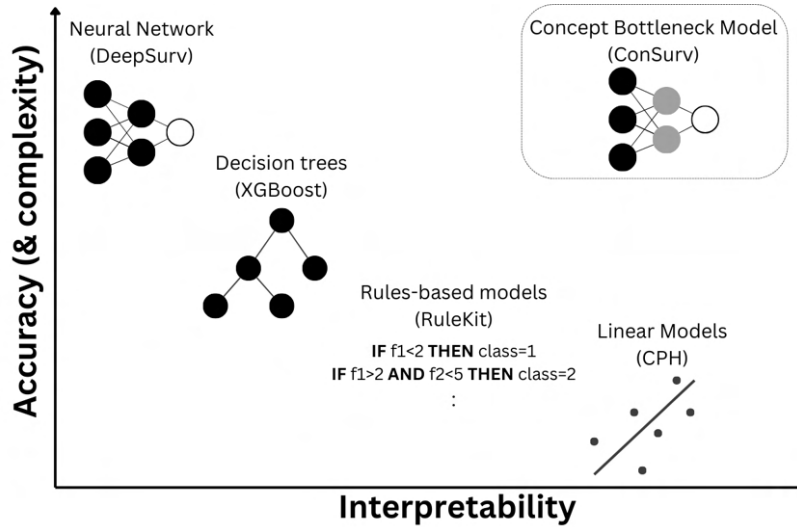 Neural Network
(DeepSurv)
Concept Bottleneck Model
(ConSurv)
Decision trees
(XGBoost)
Rules-based models
(RuleKit)
IF f1<2 THEN class=1
IF f1>2 AND f2<5 THEN class=2
:
Linear Models
(CPH)
Accuracy (& complexity)
Interpretability